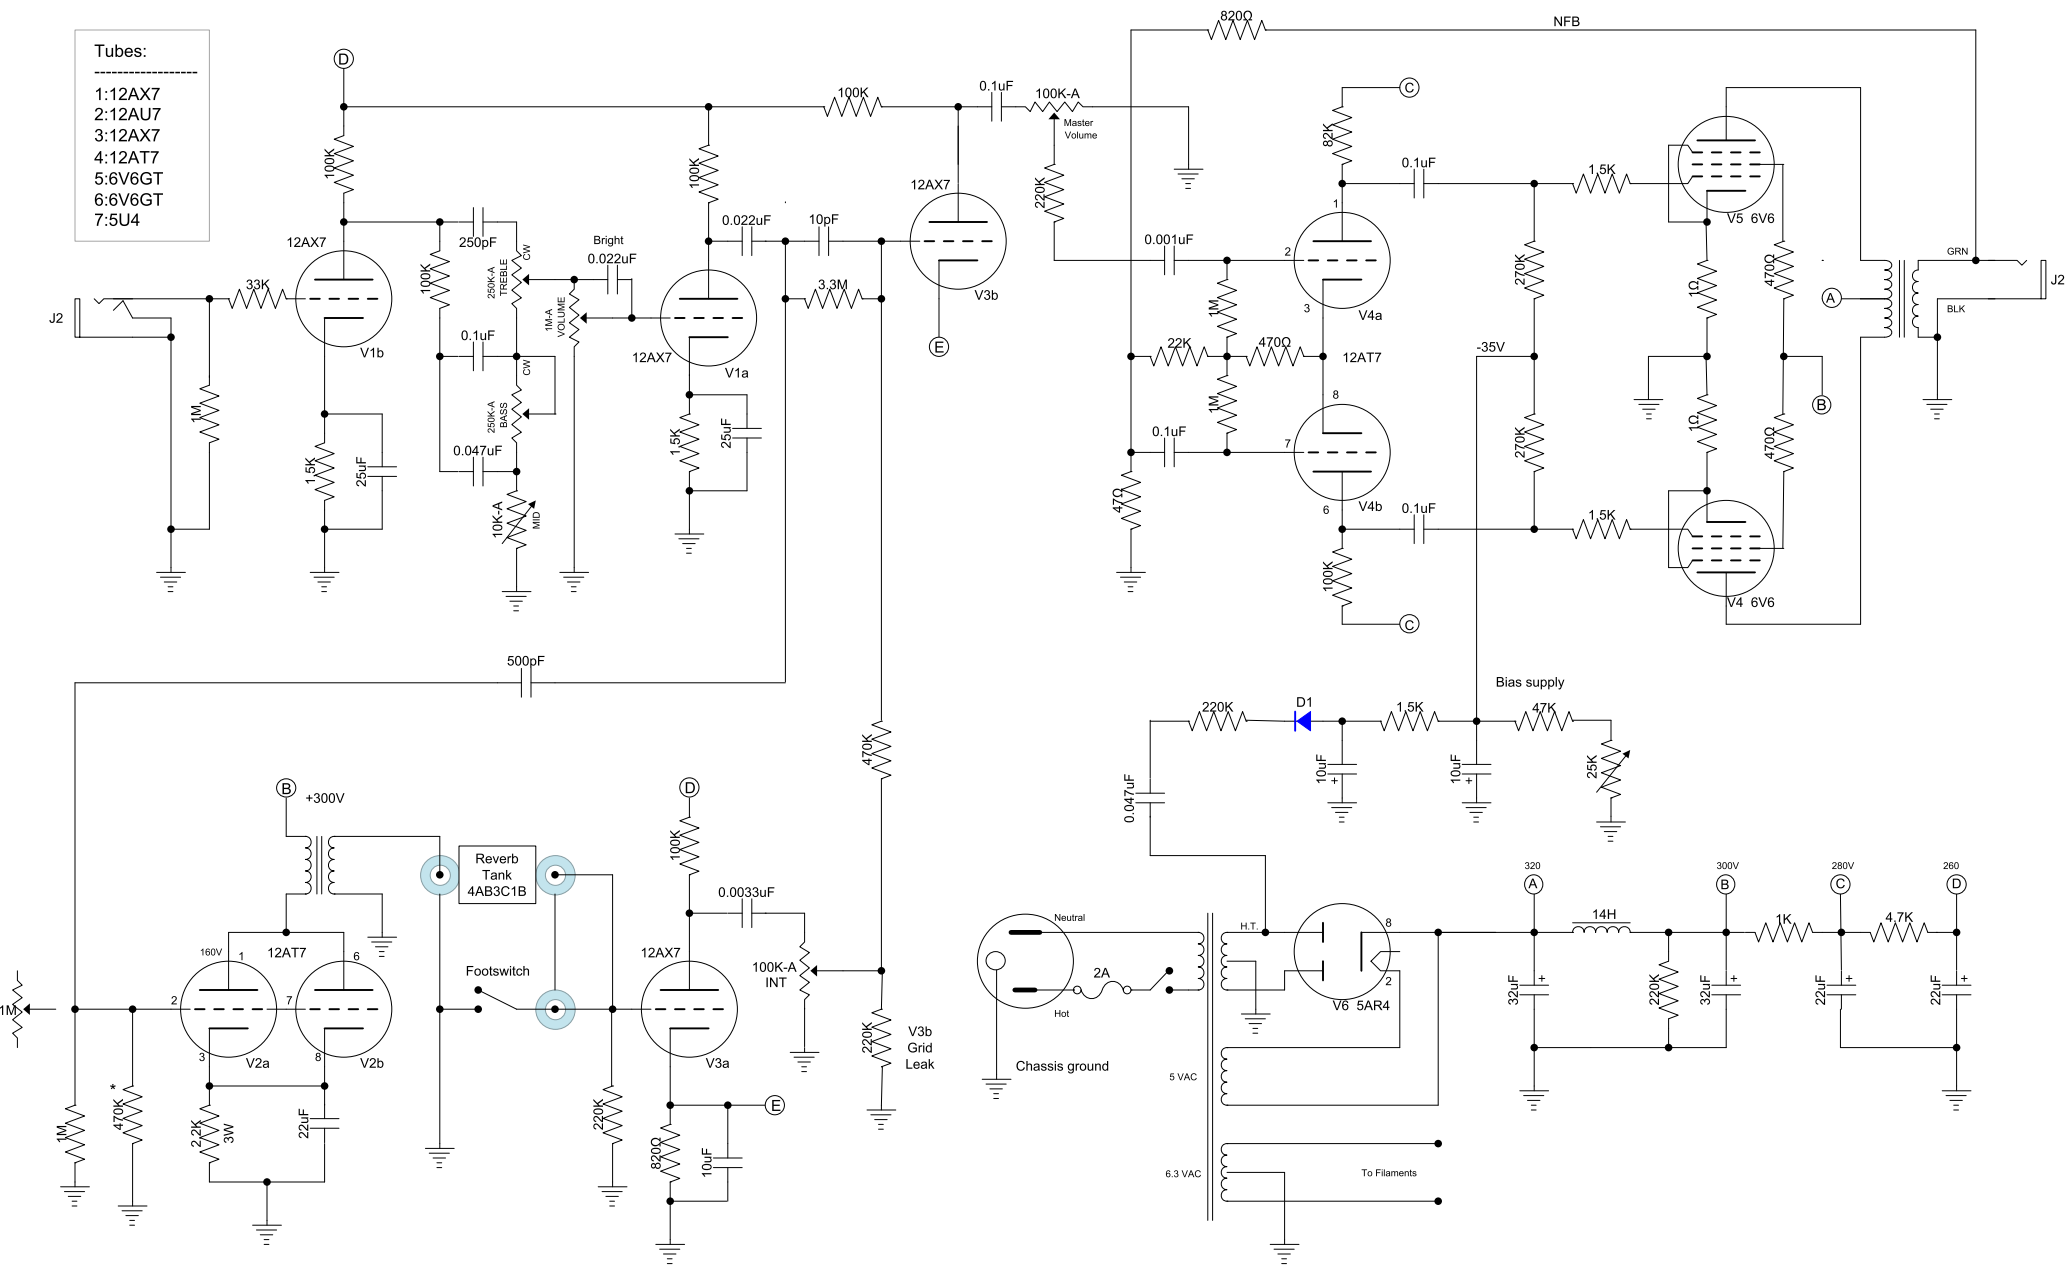 Tubes:
------------------
1:12AX7
2:12AU7
3:12AX7
4:12AT7
5:6V6GT
6:6V6GT
7:5U4
D
100K
12AX7
V1b
33K
J2
1M
1.5K
25uF
250pF
100K
250K-A
TREBLE
CW
0.1uF
CW
250K-A
BASS
0.047uF
10K-A
MID
Bright
0.022uF
1M-A
VOLUME
100K
12AX7
V1a
1.5K
25uF
0.022uF
10pF
3.3M
100K
12AX7
V3b
E
0.1uF
100K-A
Master
Volume
220K
820Ω
NFB
C
82K
0.1uF
0.001uF
1
2
3
V4a
1M
22K
470Ω
12AT7
1M
8
0.1uF
7
6
V4b
47Ω
100K
C
0.1uF
1.5K
270K
-35V
270K
1.5K
V5 6V6
1Ω
470Ω
1Ω
470Ω
B
V4 6V6
A
GRN
BLK
J2
500pF
470K
Bias supply
220K
D1
1.5K
47K
0.047uF
10uF
+
10uF
+
25K
B
+300V
Reverb
Tank
4AB3C1B
160V
1
12AT7
6
2
7
3
8
V2a
V2b
1M
1M
*
470K
2.2K
3W
22uF
Footswitch
220K
D
100K
0.0033uF
12AX7
V3a
100K-A
INT
820Ω
10uF
E
220K
V3b
Grid
Leak
Neutral
Hot
2A
Chassis ground
H.T.
8
2
V6 5AR4
5 VAC
6.3 VAC
To Filaments
320
A
14H
300V
B
280V
C
260
D
1K
4.7K
32uF
+
220K
32uF
+
22uF
+
22uF
+